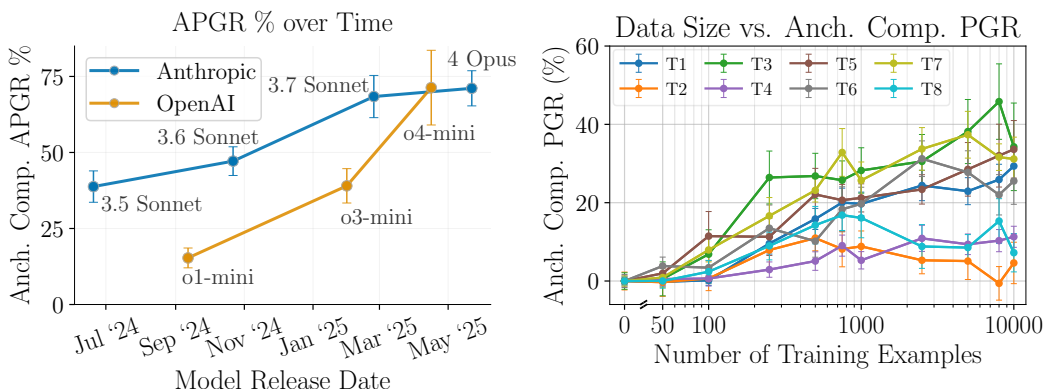 APGR % over Time
Anch. Comp. APGR %
75
50
25
0
Anthropic
OpenAI
3.5 Sonnet
3.6 Sonnet
3.7 Sonnet
4 Opus
o1-mini
o3-mini
o4-mini
Jul ‘24
Sep ‘24
Nov ‘24
Jan ‘25
Mar ‘25
May ‘25
Model Release Date
Data Size vs. Anch. Comp. PGR
Anch. Comp. PGR (%)
60
40
20
0
T1 T3 T5 T7
T2 T4 T6 T8
0 50 100 1000 10000
Number of Training Examples